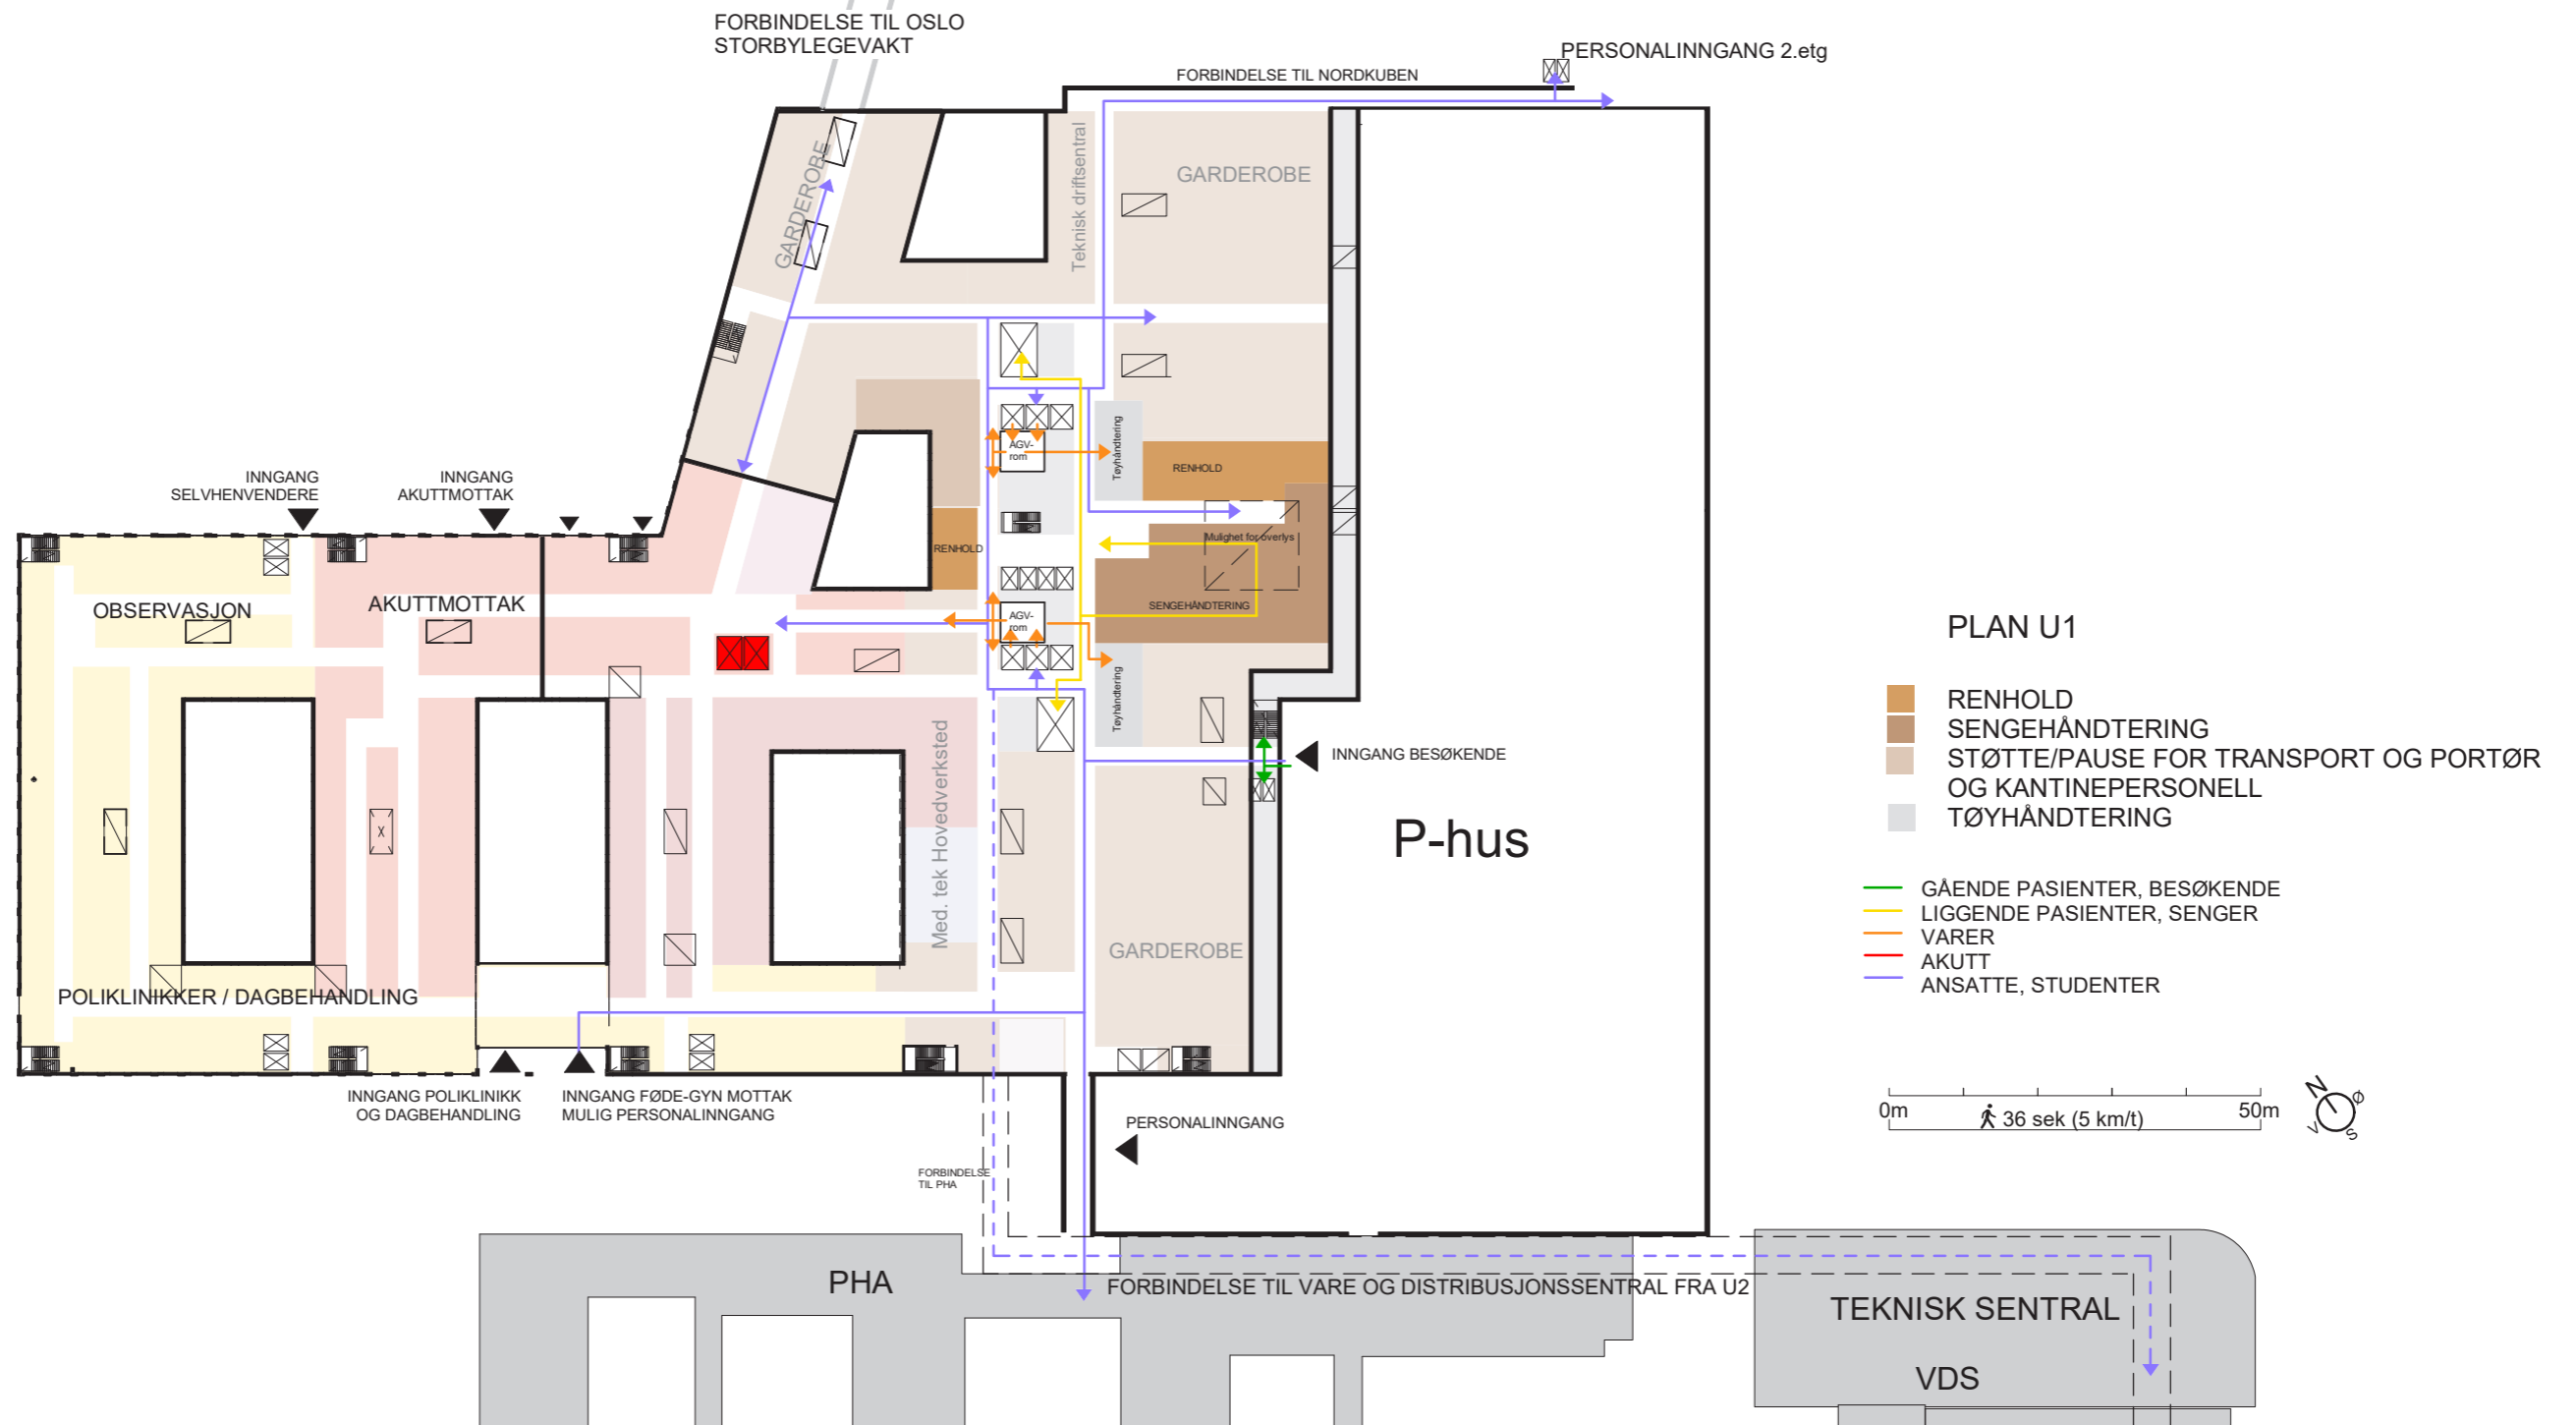 FORBINDELSE TIL OSLO
STORBYLEGEVAKT
PERSONALINNGANG 2.etg
FORBINDELSE TIL NORDKUBEN
GARDEROBE
Teknisk driftsentral
GARDEROBE
AGV-
rom
Tøyhåndtering
RENHOLD
INNGANG
SELVHENVENDERE
INNGANG
AKUTTMOTTAK
RENHOLD
Mulighet for overlys
OBSERVASJON
AKUTTMOTTAK
SENGEHÅNDTERING
AGV-
rom
Tøyhåndtering
Med. tek Hovedverksted
INNGANG BESØKENDE
P-hus
GARDEROBE
X
POLIKLINIKKER / DAGBEHANDLING
INNGANG POLIKLINIKK
OG DAGBEHANDLING
INNGANG FØDE-GYN MOTTAK
MULIG PERSONALINNGANG
PERSONALINNGANG
FORBINDELSE
TIL PHA
PHA
FORBINDELSE TIL VARE OG DISTRIBUSJONSSENTRAL FRA U2
TEKNISK SENTRAL
VDS
PLAN U1
RENHOLD
SENGEHÅNDTERING
STØTTE/PAUSE FOR TRANSPORT OG PORTØR
OG KANTINEPERSONELL
TØYHÅNDTERING
GÅENDE PASIENTER, BESØKENDE
LIGGENDE PASIENTER, SENGER
VARER
AKUTT
ANSATTE, STUDENTER
0m
50m
36 sek (5 km/t)
N
Ø
V
S